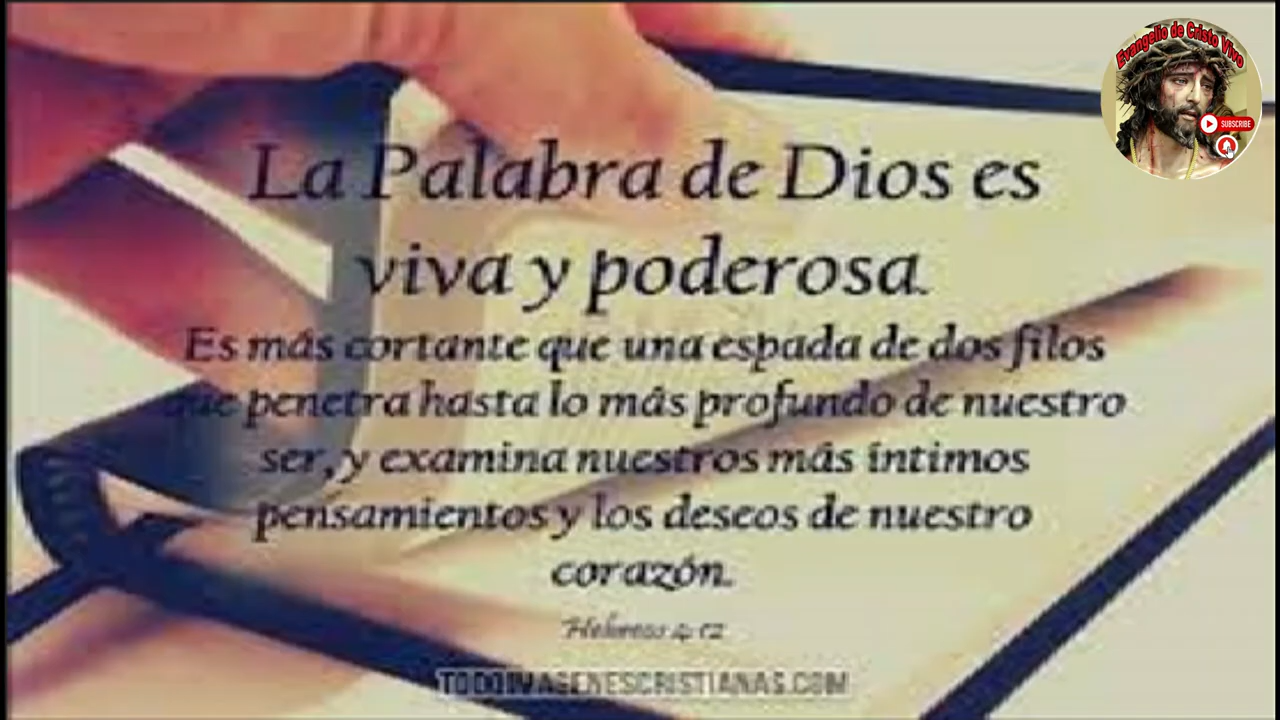 Evangelio de Cristo Vivo
SUBSCRIBE
La Palabra de Dios es
viva y poderosa.
Es más cortante que una espada de dos filos
que penetra hasta lo más profundo de nuestro
ser, y examina nuestros más íntimos
pensamientos y los deseos de nuestro
corazón.
Hebreos 4:12
TODOIMAGENESCRISTIANAS.COM